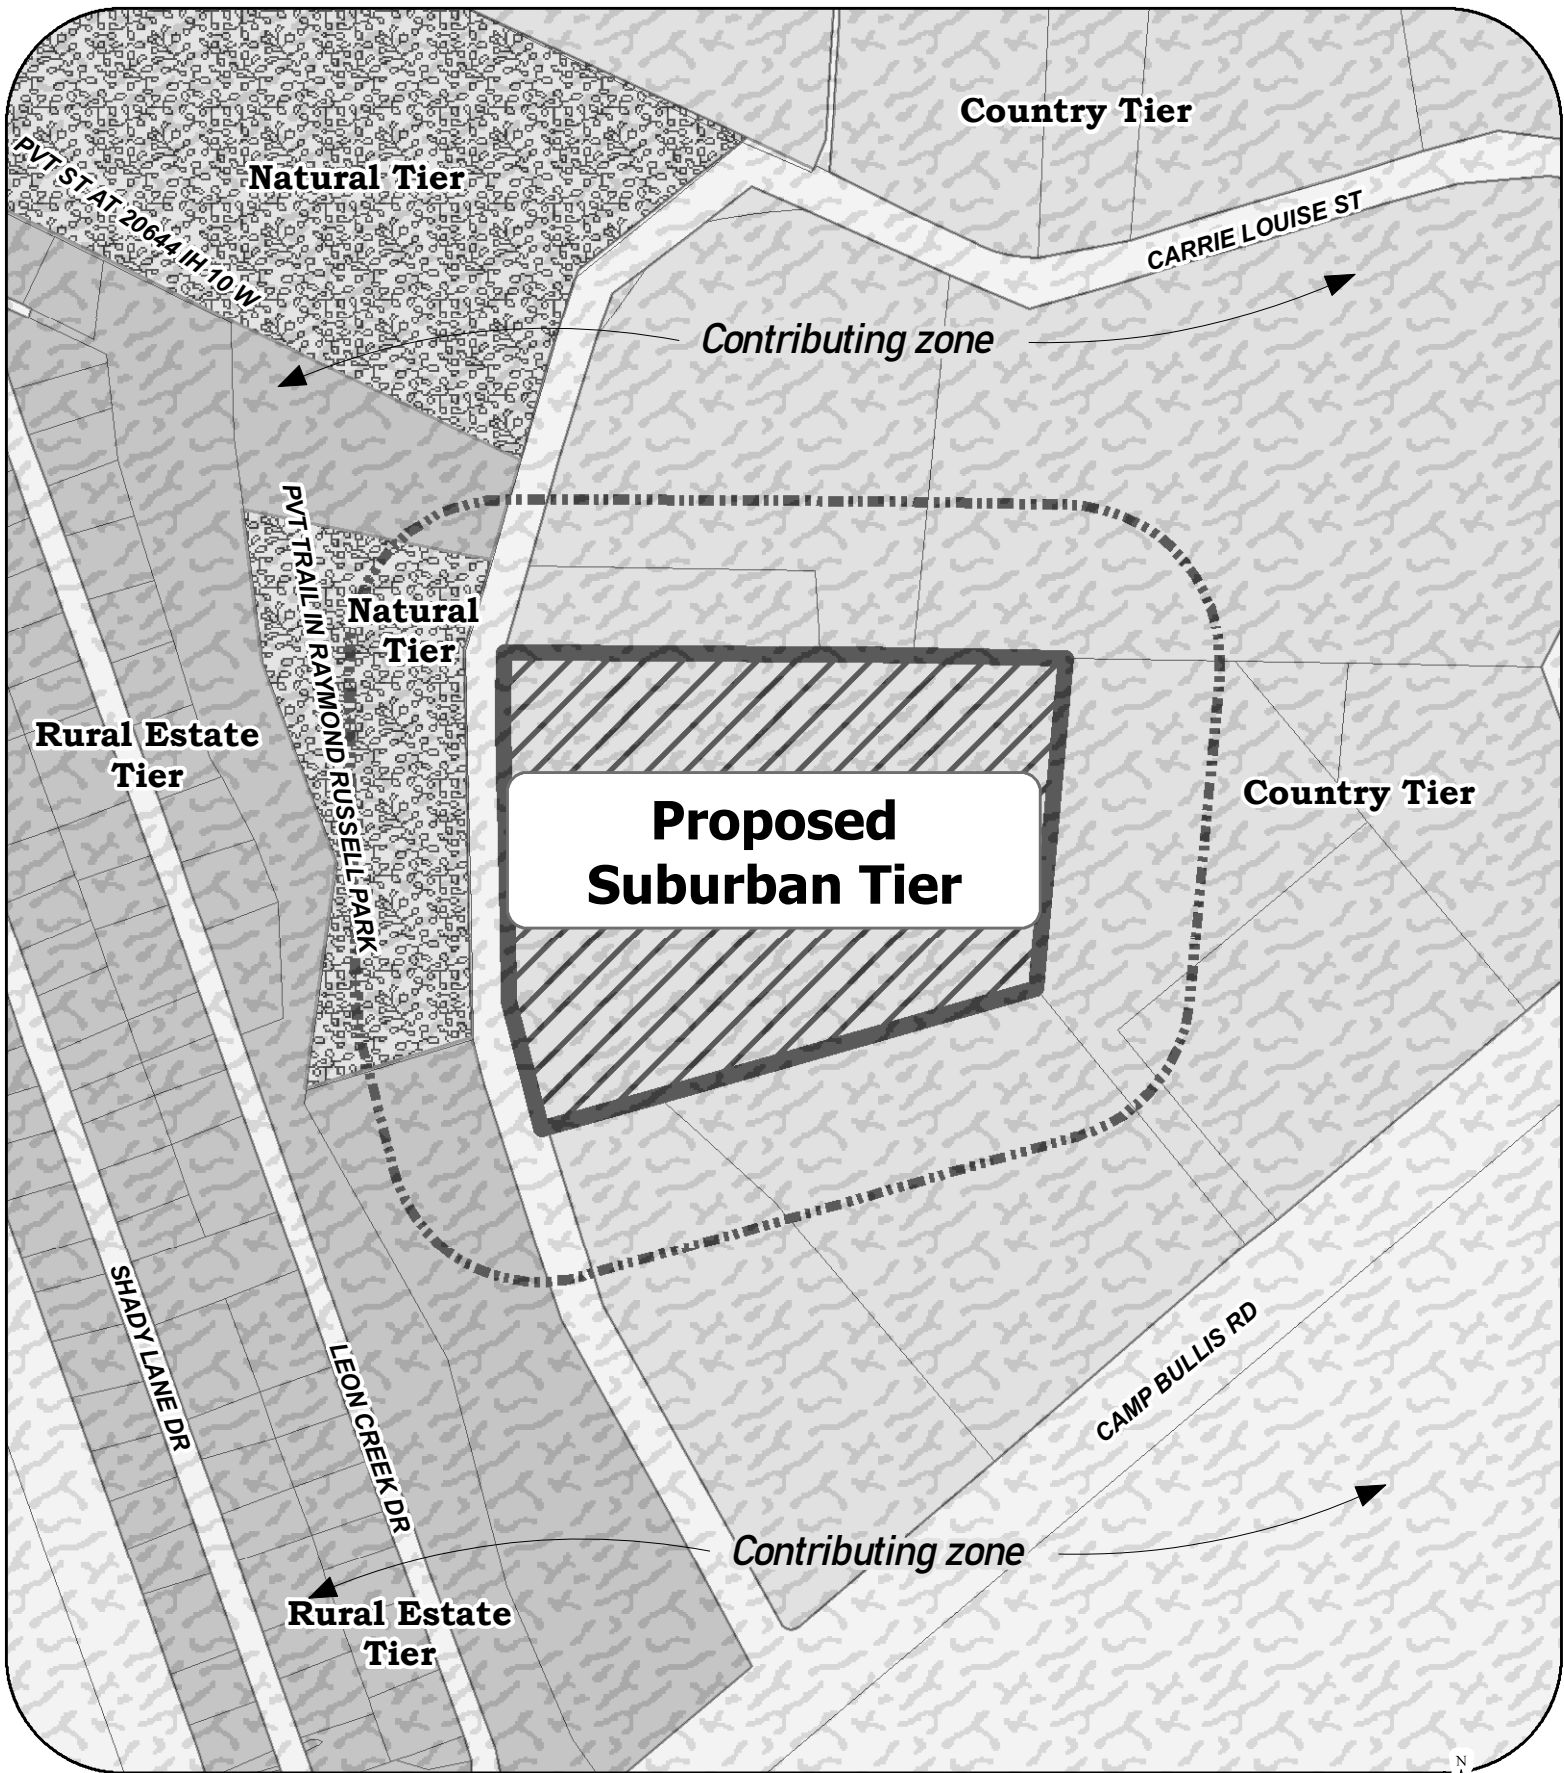 Country Tier
PVT ST AT 20644 IH 10 W
Natural Tier
CARRIE LOUISE ST
Contributing zone
PVT TRAIL IN RAYMOND RUSSELL PARK
Natural
Tier
Rural Estate
Tier
Country Tier
Proposed
Suburban Tier
SHADY LANE DR
LEON CREEK DR
CAMP BULLIS RD
Contributing zone
Rural Estate
Tier
N